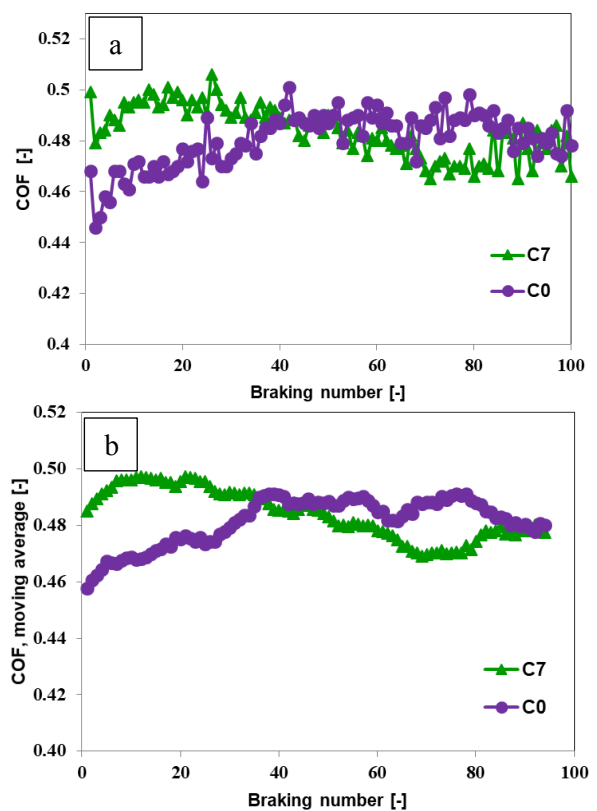 a
0.52
0.5
0.48
0.46
0.44
0.42
0.4
COF [-]
C7
C0
0 20 40 60 80 100
Braking number [-]
b
0.52
0.50
0.48
0.46
0.44
0.42
0.40
COF, moving average [-]
C7
C0
0 20 40 60 80 100
Braking number [-]